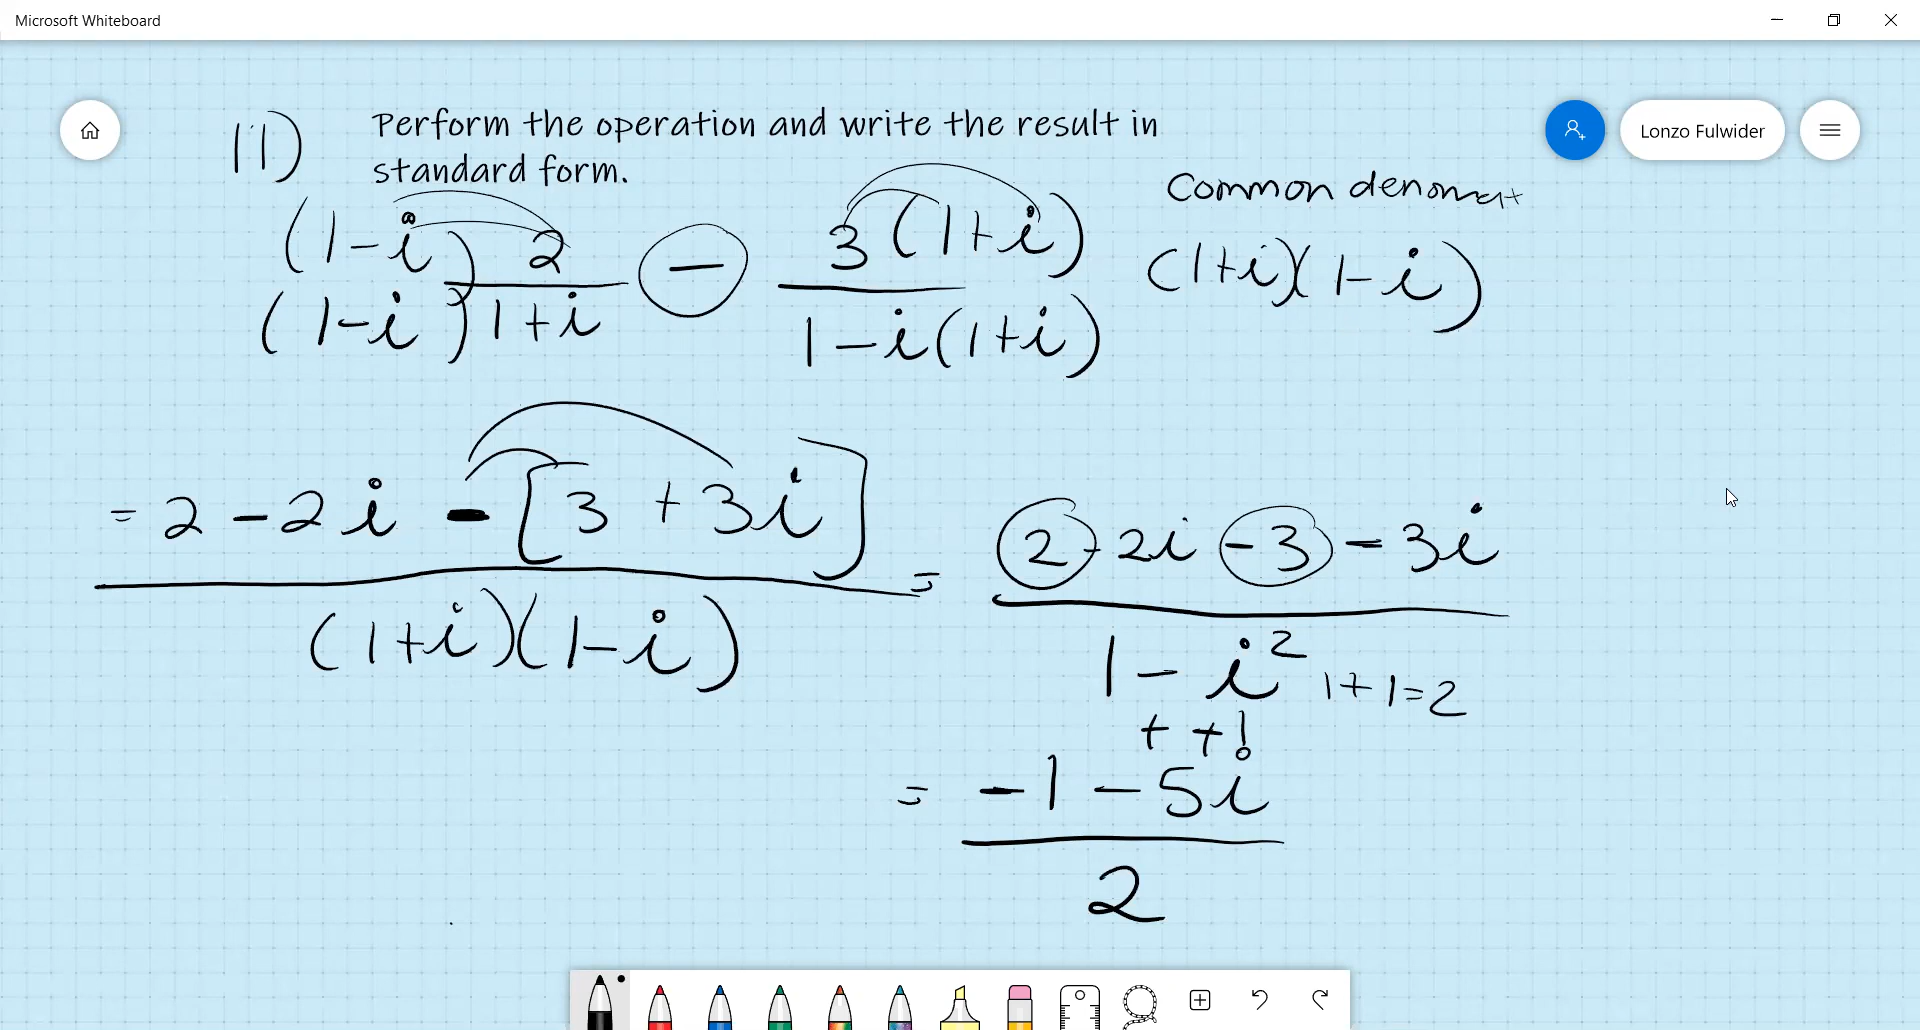 Microsoft Whiteboard
Lonzo Fulwider
11) Perform the operation and write the result in
standard form.
Common denomat
(1-i) 2 - 3(1+i)
(1-i) 1+i 1-i(1+i)
(1+i)(1-i)
= 2 - 2i - [3 + 3i]
(1+i)(1-i)
= 2 - 2i - 3 - 3i
1 - i² 1+1=2
+ +1
= -1 - 5i
2